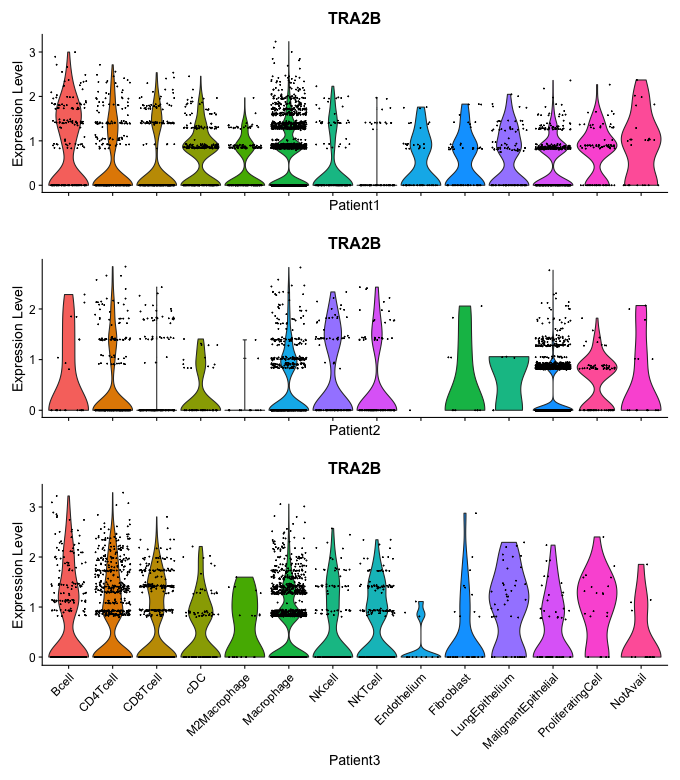 TRA2B
3
2
1
0
Expression Level
Patient1
TRA2B
2
1
0
Expression Level
Patient2
TRA2B
3
2
1
0
Expression Level
Bcell
CD4Tcell
CD8Tcell
cDC
M2Macrophage
Macrophage
NKcell
NKTcell
Endothelium
Fibroblast
LungEpithelium
MalignantEpithelial
ProliferatingCell
NotAvail
Patient3